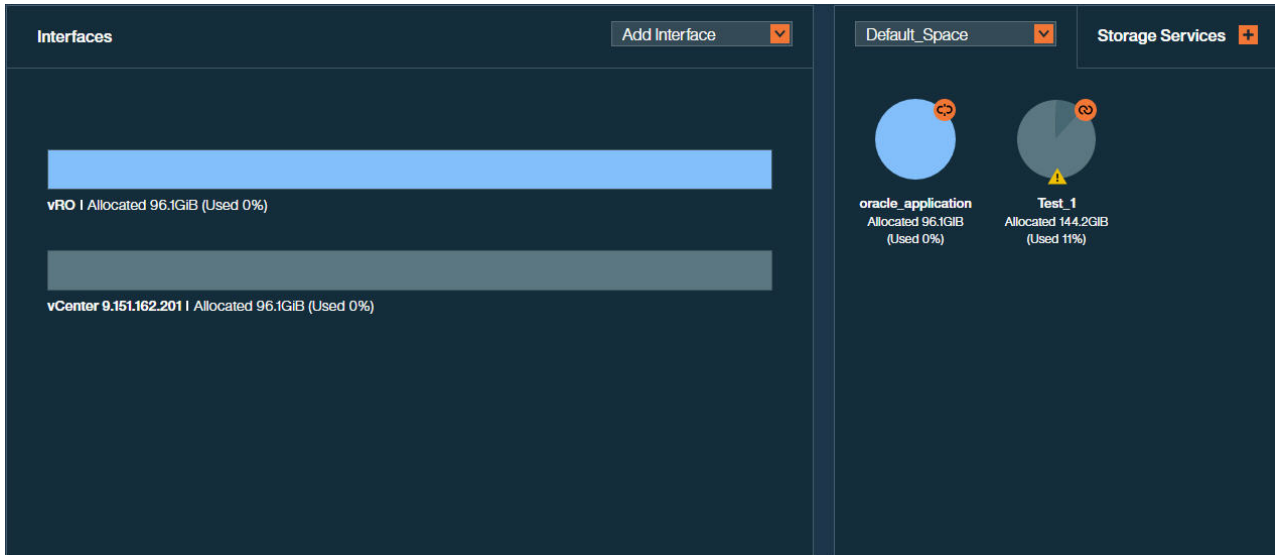 Interfaces
Add Interface
vRO | Allocated 96.1GiB (Used 0%)
vCenter 9.151.162.201 | Allocated 96.1GiB (Used 0%)
Default_Space
Storage Services
oracle_application
Allocated 96.1GIB
(Used 0%)
Test_1
Allocated 144.2GIB
(Used 11%)